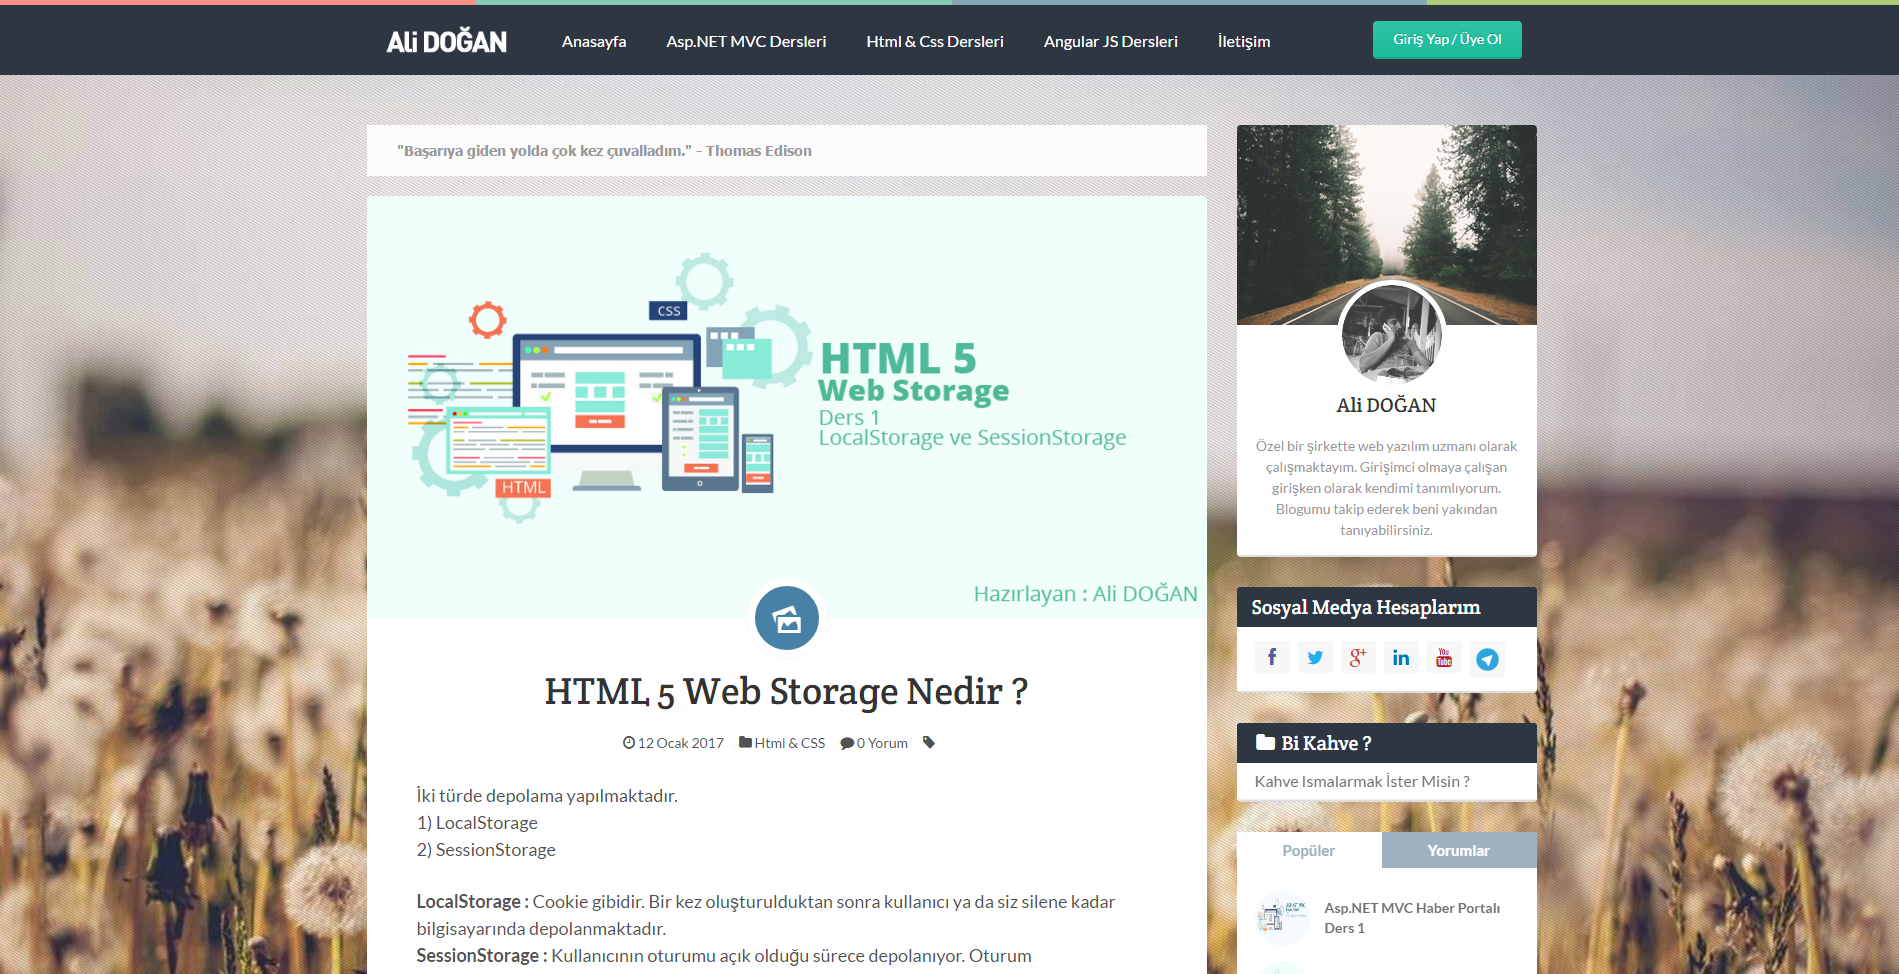 Ali DOĞAN
Anasayfa
Asp.NET MVC Dersleri
Html & Css Dersleri
Angular JS Dersleri
İletişim
Giriş Yap / Üye Ol
"Başarıya giden yolda çok kez çuvalladım." - Thomas Edison
CSS
HTML
HTML 5
Web Storage
Ders 1
LocalStorage ve SessionStorage
Hazırlayan : Ali DOĞAN
HTML 5 Web Storage Nedir ?
12 Ocak 2017 Html & CSS 0 Yorum
İki türde depolama yapılmaktadır.
1) LocalStorage
2) SessionStorage
LocalStorage : Cookie gibidir. Bir kez oluşturulduktan sonra kullanıcı ya da siz silene kadar
bilgisayarında depolanmaktadır.
SessionStorage : Kullanıcının oturumu açık olduğu sürece depolanıyor. Oturum
Ali DOĞAN
Özel bir şirkette web yazılım uzmanı olarak
çalışmaktayım. Girişimci olmaya çalışan
girişken olarak kendimi tanımlıyorum.
Blogumu takip ederek beni yakından
tanıyabilirsiniz.
Sosyal Medya Hesaplarım
You
Tube
Bi Kahve ?
Kahve Ismalarmak İster Misin ?
Popüler
Yorumlar
Asp.NET MVC Haber Portalı
Ders 1